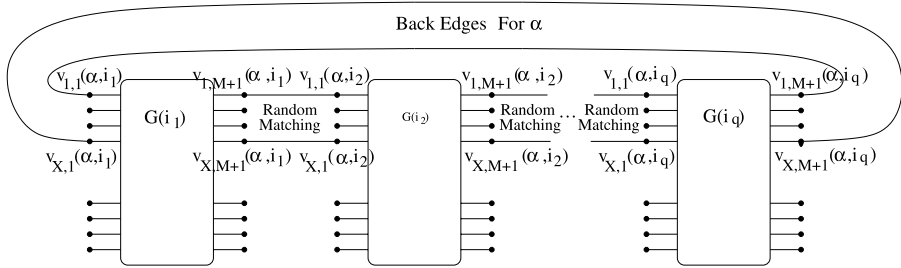 Back Edges For α
v1,1(α,i1) v1,M+1(α,i1) v1,1(α,i2) v1,M+1(α,i2) v1,1(α,iq) v1,M+1(α,iq)
G(i1) Random Matching G(i2) Random Matching ... Random Matching G(iq)
vX,1(α,i1) vX,M+1(α,i1) vX,1(α,i2) vX,M+1(α,i2) vX,1(α,iq) vX,M+1(α,iq)